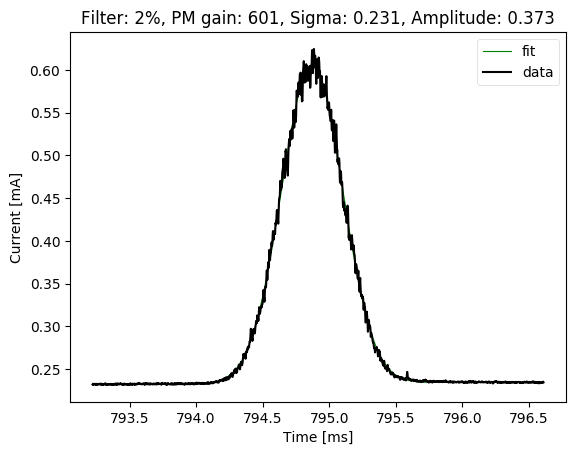 Filter: 2%, PM gain: 601, Sigma: 0.231, Amplitude: 0.373
fit
data
0.60
0.55
0.50
0.45
0.40
0.35
0.30
0.25
Current [mA]
793.5 794.0 794.5 795.0 795.5 796.0 796.5
Time [ms]